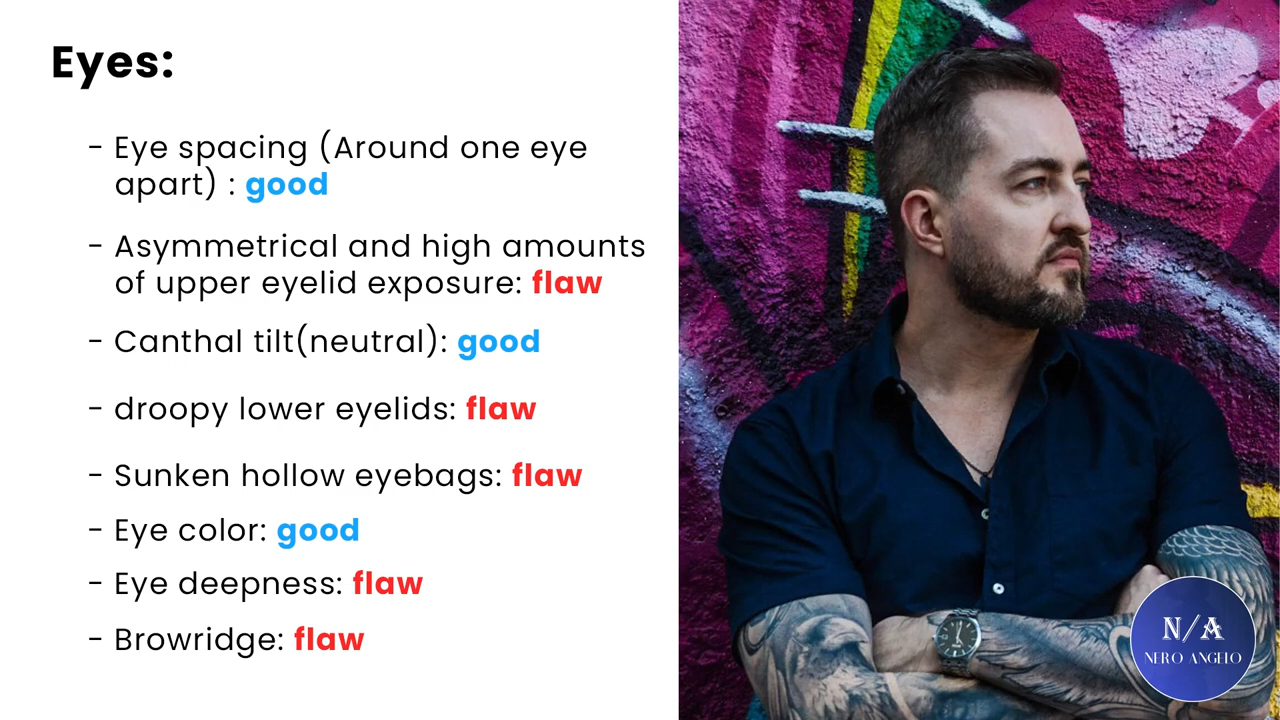 Eyes:
- Eye spacing (Around one eye
apart) : good
- Asymmetrical and high amounts
of upper eyelid exposure: flaw
- Canthal tilt(neutral): good
- droopy lower eyelids: flaw
- Sunken hollow eyebags: flaw
- Eye color: good
- Eye deepness: flaw
- Browridge: flaw
N/A
NERO ANGELO